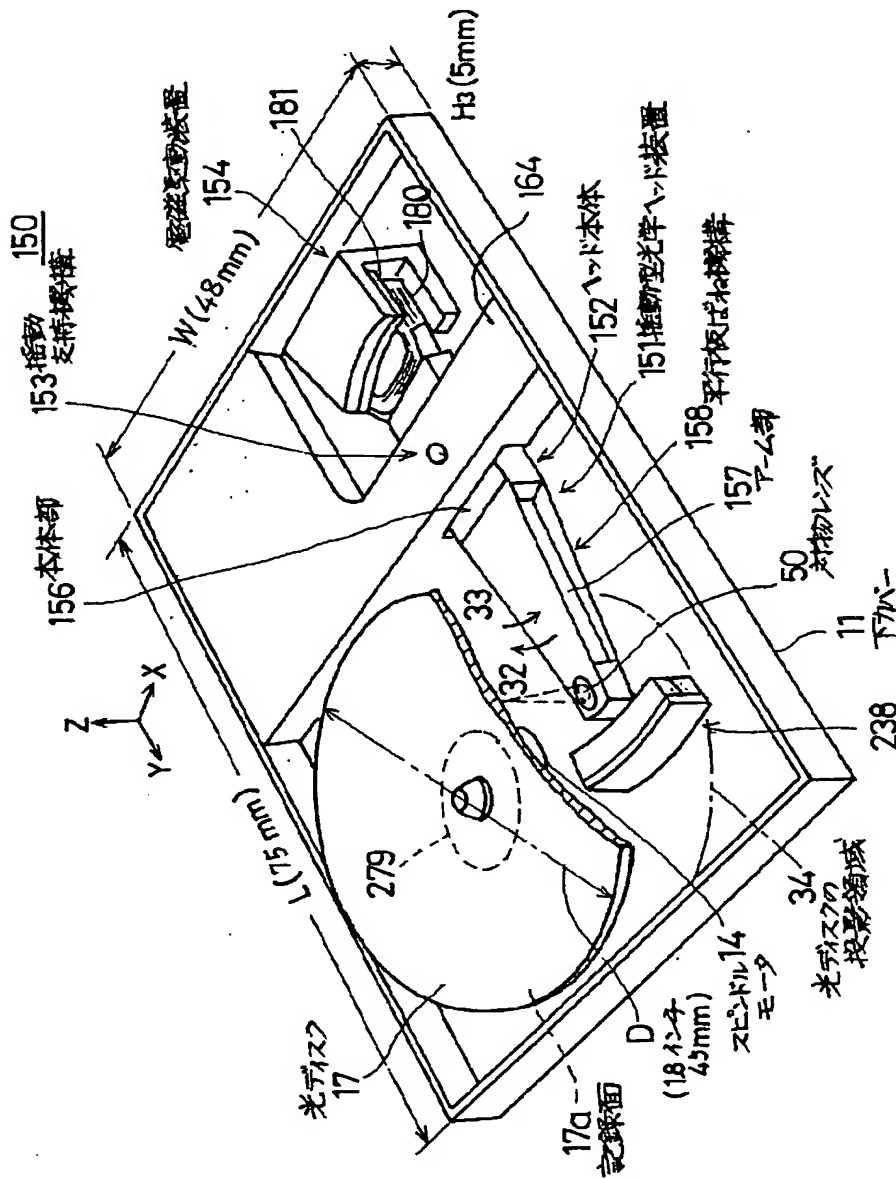 H3 (5mm)
W (48mm)
L (75mm)
電磁駆動装置
154
181
180
164
150
153 揺動
支持機構
152 ヘッド本体
151 揺動型光学ヘッド装置
158 平行板ばね機構
157
アーム部
156 本体部
50
対物レンズ
33
32
11
下カバー
238
34
光ディスクの
投影領域
14
スピンドル
モータ
D
(1.8インチ
45mm)
279
光ディスク
17
17a
記録面
X
Y
Z